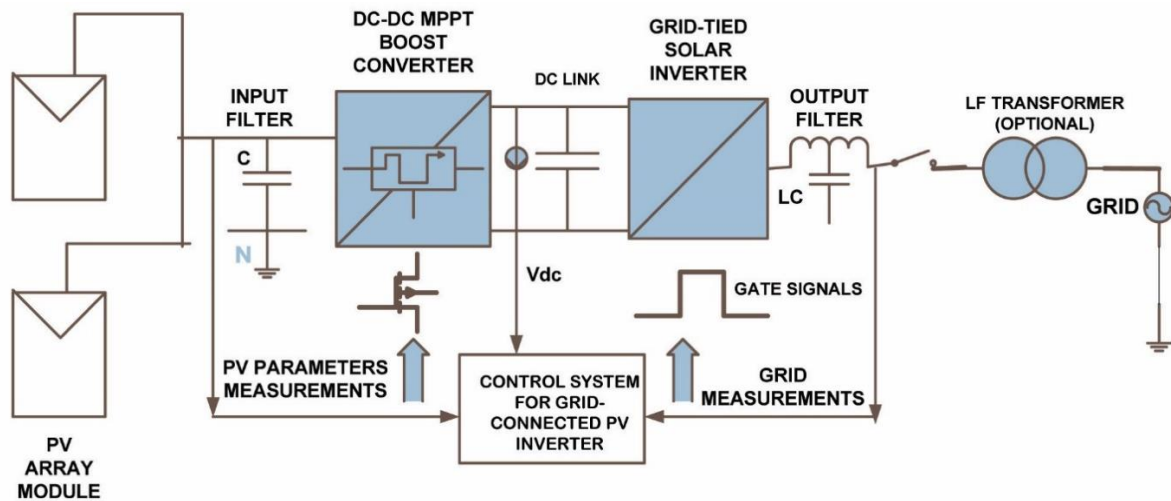 DC-DC MPPT
BOOST
CONVERTER
GRID-TIED
SOLAR
INVERTER
INPUT
FILTER
DC LINK
OUTPUT
FILTER
LF TRANSFORMER
(OPTIONAL)
C
LC
GRID
N
Vdc
GATE SIGNALS
PV PARAMETERS
MEASUREMENTS
CONTROL SYSTEM
FOR GRID-
CONNECTED PV
INVERTER
GRID
MEASUREMENTS
PV
ARRAY
MODULE